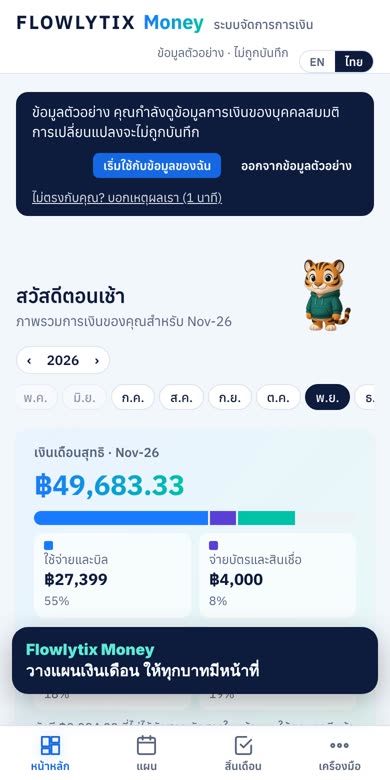 FLOWLYTIX Money ระบบจัดการการเงิน
ข้อมูลตัวอย่าง · ไม่ถูกบันทึก
EN ไทย
ข้อมูลตัวอย่าง คุณกำลังดูข้อมูลการเงินของบุคคลสมมติ
การเปลี่ยนแปลงจะไม่ถูกบันทึก
เริ่มใช้กับข้อมูลของฉัน ออกจากข้อมูลตัวอย่าง
ไม่ตรงกับคุณ? บอกเหตุผลเรา (1 นาที)
สวัสดีตอนเช้า
ภาพรวมการเงินของคุณสำหรับ Nov-26
‹ 2026 ›
พ.ค. มิ.ย. ก.ค. ส.ค. ก.ย. ต.ค. พ.ย. ธ.
เงินเดือนสุทธิ · Nov-26
฿49,683.33
ใช้จ่ายและบิล
฿27,399
55%
จ่ายบัตรและสินเชื่อ
฿4,000
8%
Flowlytix Money
วางแผนเงินเดือน ให้ทุกบาทมีหน้าที่
หน้าหลัก แผน สิ้นเดือน เครื่องมือ